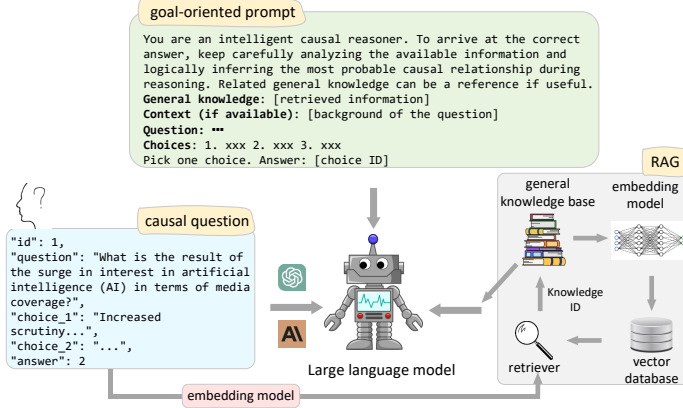 goal-oriented prompt
You are an intelligent causal reasoner. To arrive at the correct
answer, keep carefully analyzing the available information and
logically inferring the most probable causal relationship during
reasoning. Related general knowledge can be a reference if useful.
General knowledge: [retrieved information]
Context (if available): [background of the question]
Question: …
Choices: 1. xxx 2. xxx 3. xxx
Pick one choice. Answer: [choice ID]
?
causal question
"id": 1,
"question": "What is the result of
the surge in interest in artificial
intelligence (AI) in terms of media
coverage?",
"choice_1": "Increased
scrutiny...",
"choice_2": "...",
"answer": 2
A\
Large language model
RAG
general
knowledge base
embedding
model
Knowledge
ID
retriever
vector
database
embedding model